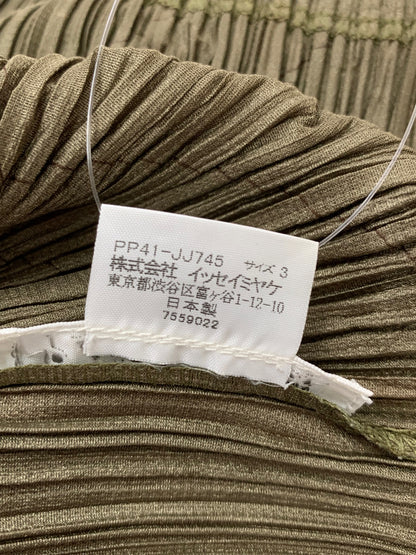 PP41-JJ745 サイズ 3
株式会社 イッセイミヤケ
東京都渋谷区富ヶ谷1-12-10
日本製
7559022